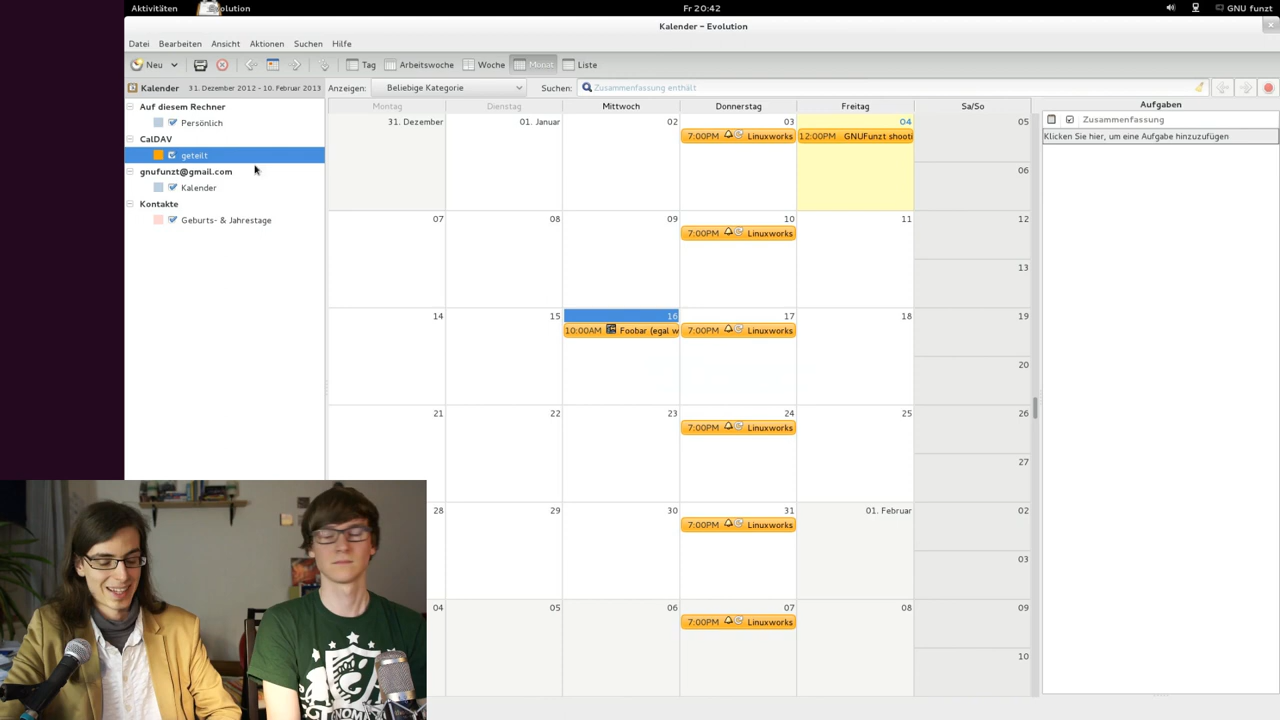 Aktivitäten
Evolution
Fr 20:42
GNU funzt
Kalender – Evolution
Datei Bearbeiten Ansicht Aktionen Suchen Hilfe
Neu Tag Arbeitswoche Woche Monat Liste
Kalender 31. Dezember 2012 – 10. Februar 2013
Anzeigen: Beliebige Kategorie Suchen: Zusammenfassung enthält
Auf diesem Rechner
Persönlich
CalDAV
geteilt
gnufunzt@gmail.com
Kalender
Kontakte
Geburts- & Jahrestage
Montag Dienstag Mittwoch Donnerstag Freitag Sa/So
31. Dezember 01. Januar 02 03 04 05
7:00PM Linuxworks
12:00PM GNUFunzt shooti
06
07 08 09 10 11 12
7:00PM Linuxworks
13
14 15 16 17 18 19
10:00AM Foobar (egal w
7:00PM Linuxworks
20
21 22 23 24 25 26
7:00PM Linuxworks
27
28 29 30 31 01. Februar 02
7:00PM Linuxworks
03
04 05 06 07 08 09
7:00PM Linuxworks
10
Aufgaben
Zusammenfassung
Klicken Sie hier, um eine Aufgabe hinzuzufügen